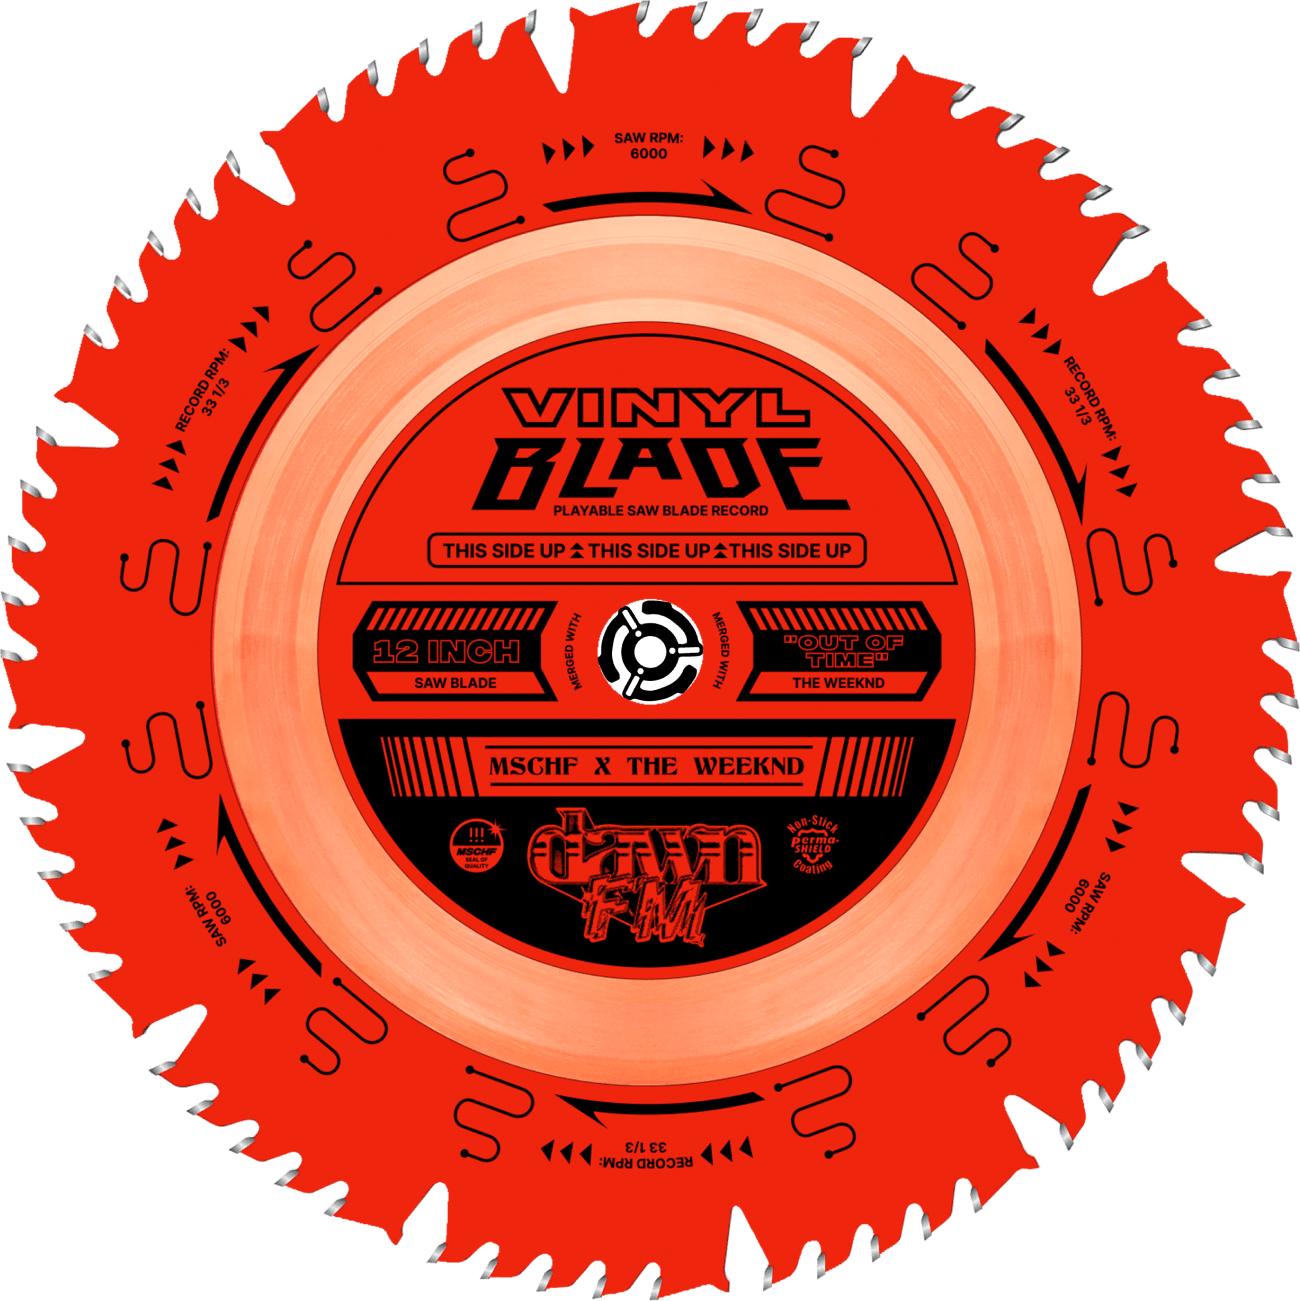 SAW RPM:
6000
RECORD RPM:
33 1/3
RECORD RPM:
33 1/3
VINYL
BLADE
PLAYABLE SAW BLADE RECORD
THIS SIDE UP THIS SIDE UP THIS SIDE UP
12 INCH
SAW BLADE
MERGED WITH
MERGED WITH
"OUT OF
TIME"
THE WEEKND
MSCHF X THE WEEKND
!!!
MSCHF
SEAL OF
QUALITY
dawn
FM
Non-Stick
perma-
SHIELD
Coating
SAW RPM:
6000
SAW RPM:
6000
RECORD RPM:
33 1/3